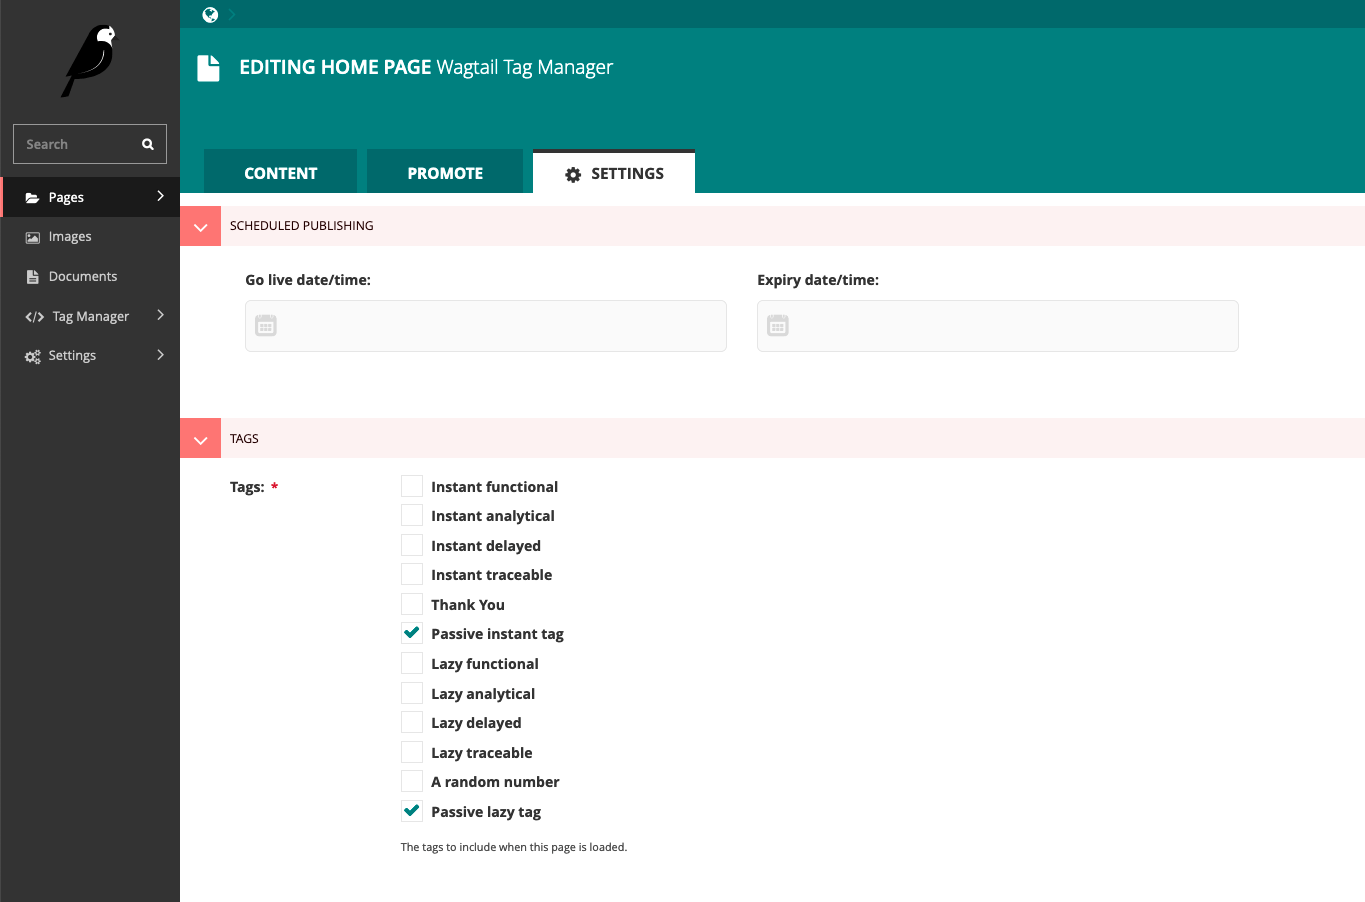 EDITING HOME PAGE Wagtail Tag Manager
Search
Pages
Images
Documents
Tag Manager
Settings
CONTENT PROMOTE SETTINGS
SCHEDULED PUBLISHING
Go live date/time: Expiry date/time:
TAGS
Tags: *
Instant functional
Instant analytical
Instant delayed
Instant traceable
Thank You
Passive instant tag
Lazy functional
Lazy analytical
Lazy delayed
Lazy traceable
A random number
Passive lazy tag
The tags to include when this page is loaded.